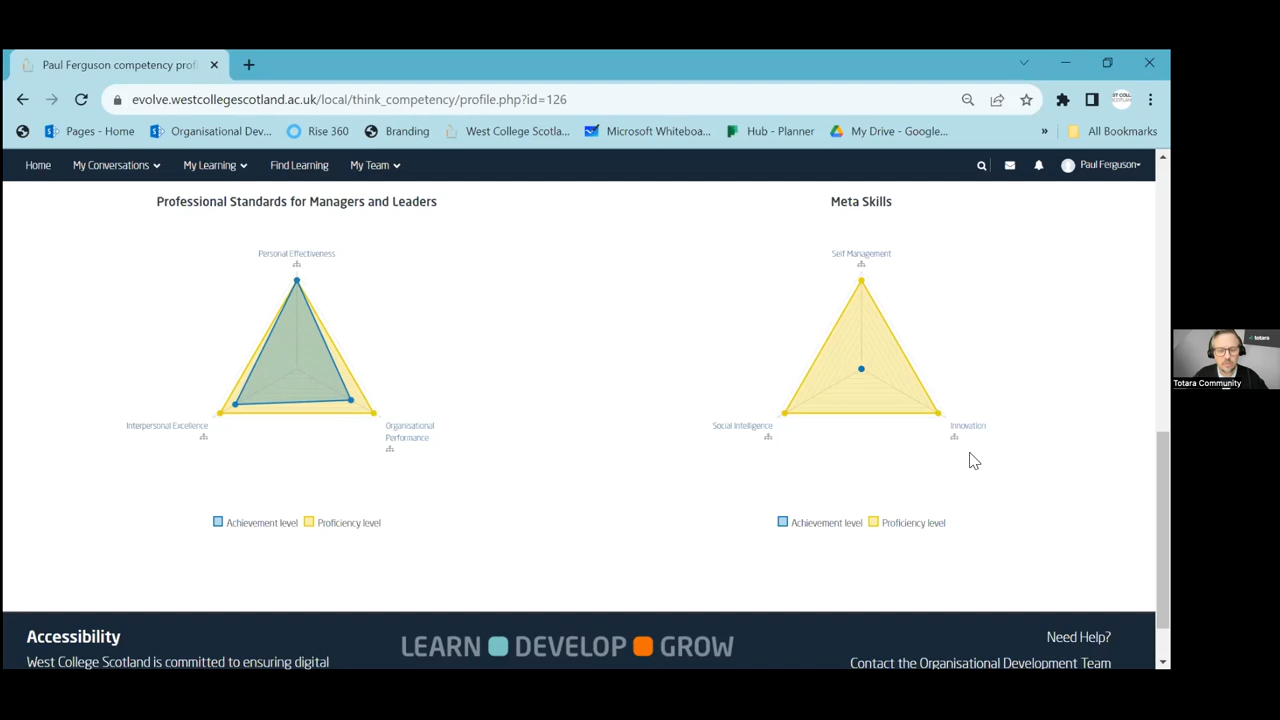 Paul Ferguson competency prof
evolve.westcollegescotland.ac.uk/local/think_competency/profile.php?id=126
Pages - Home
Organisational Dev...
Rise 360
Branding
West College Scotla...
Microsoft Whiteboa...
Hub - Planner
My Drive - Google...
»
All Bookmarks
Home
My Conversations
My Learning
Find Learning
My Team
Paul Ferguson
Professional Standards for Managers and Leaders
Meta Skills
Personal Effectiveness
Self Management
totara
Totara Community
Interpersonal Excellence
Organisational
Performance
Social Intelligence
Innovation
Achievement level
Proficiency level
Achievement level
Proficiency level
Accessibility
LEARN DEVELOP GROW
Need Help?
West College Scotland is committed to ensuring digital
Contact the Organisational Development Team